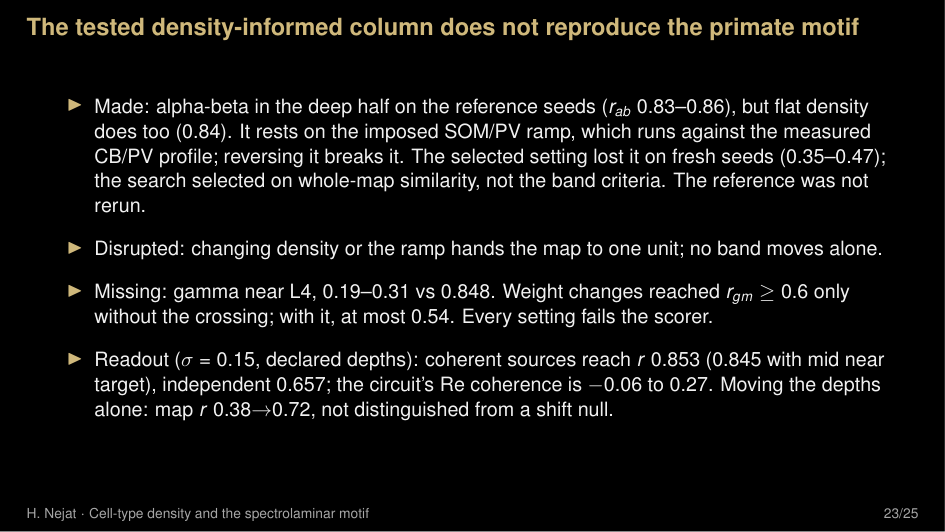 The tested density-informed column does not reproduce the primate motif
▶ Made: alpha-beta in the deep half on the reference seeds (r_ab 0.83–0.86), but flat density
does too (0.84). It rests on the imposed SOM/PV ramp, which runs against the measured
CB/PV profile; reversing it breaks it. The selected setting lost it on fresh seeds (0.35–0.47);
the search selected on whole-map similarity, not the band criteria. The reference was not
rerun.
▶ Disrupted: changing density or the ramp hands the map to one unit; no band moves alone.
▶ Missing: gamma near L4, 0.19–0.31 vs 0.848. Weight changes reached r_gm ≥ 0.6 only
without the crossing; with it, at most 0.54. Every setting fails the scorer.
▶ Readout (σ = 0.15, declared depths): coherent sources reach r 0.853 (0.845 with mid near
target), independent 0.657; the circuit's Re coherence is −0.06 to 0.27. Moving the depths
alone: map r 0.38→0.72, not distinguished from a shift null.
H. Nejat · Cell-type density and the spectrolaminar motif
23/25